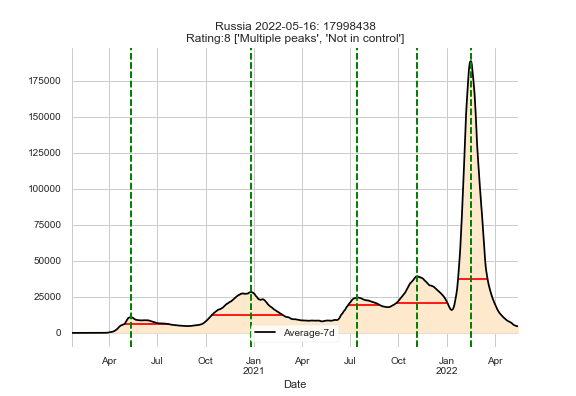 Russia 2022-05-16: 17998438
Rating:8 ['Multiple peaks', 'Not in control']
175000
150000
125000
100000
75000
50000
25000
0
Average-7d
Apr Jul Oct Jan Apr Jul Oct Jan Apr
2021 2022
Date